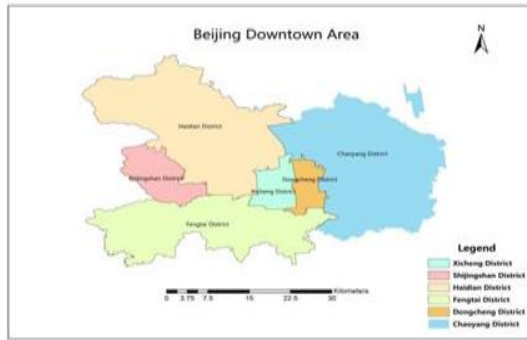 Beijing Downtown Area
N
Haidian District
Chaoyang District
Shijingshan District
Xicheng District
Dongcheng District
Fengtai District
Legend
Xicheng District
Shijingshan District
Haidian District
Fengtai District
Dongcheng District
Chaoyang District
Kilometers
0 3.75 7.5 15 22.5 30